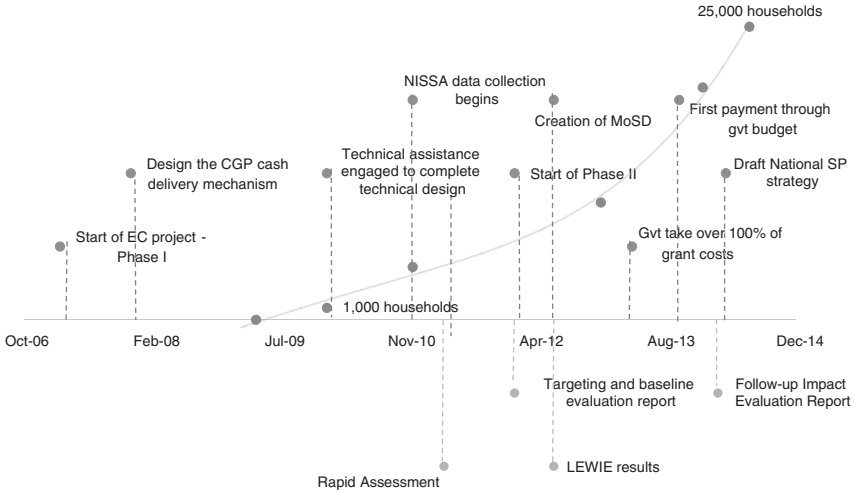 25,000 households
NISSA data collection
begins
Creation of MoSD
First payment through
gvt budget
Design the CGP cash
delivery mechanism
Technical assistance
engaged to complete
technical design
Start of Phase II
Draft National SP
strategy
Start of EC project -
Phase I
Gvt take over 100% of
grant costs
1,000 households
Oct-06
Feb-08
Jul-09
Nov-10
Apr-12
Aug-13
Dec-14
Targeting and baseline
evaluation report
Follow-up Impact
Evaluation Report
Rapid Assessment
LEWIE results